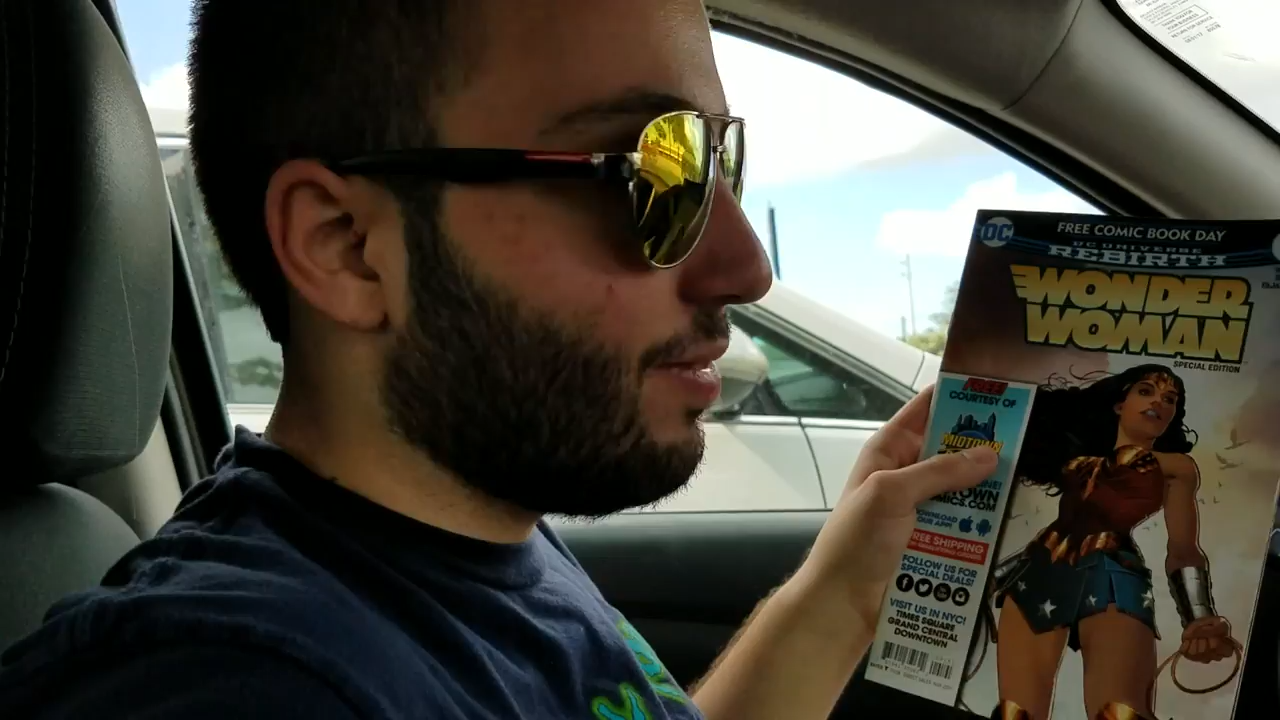 DC
FREE COMIC BOOK DAY
DC UNIVERSE
REBIRTH
WONDER
WOMAN
SPECIAL EDITION
FREE!
COURTESY OF
MIDTOWN
DOWNLOAD
OUR APP!
FREE SHIPPING
FOLLOW US FOR
SPECIAL DEALS!
VISIT US IN NYC!
TIMES SQUARE
GRAND CENTRAL
DOWNTOWN